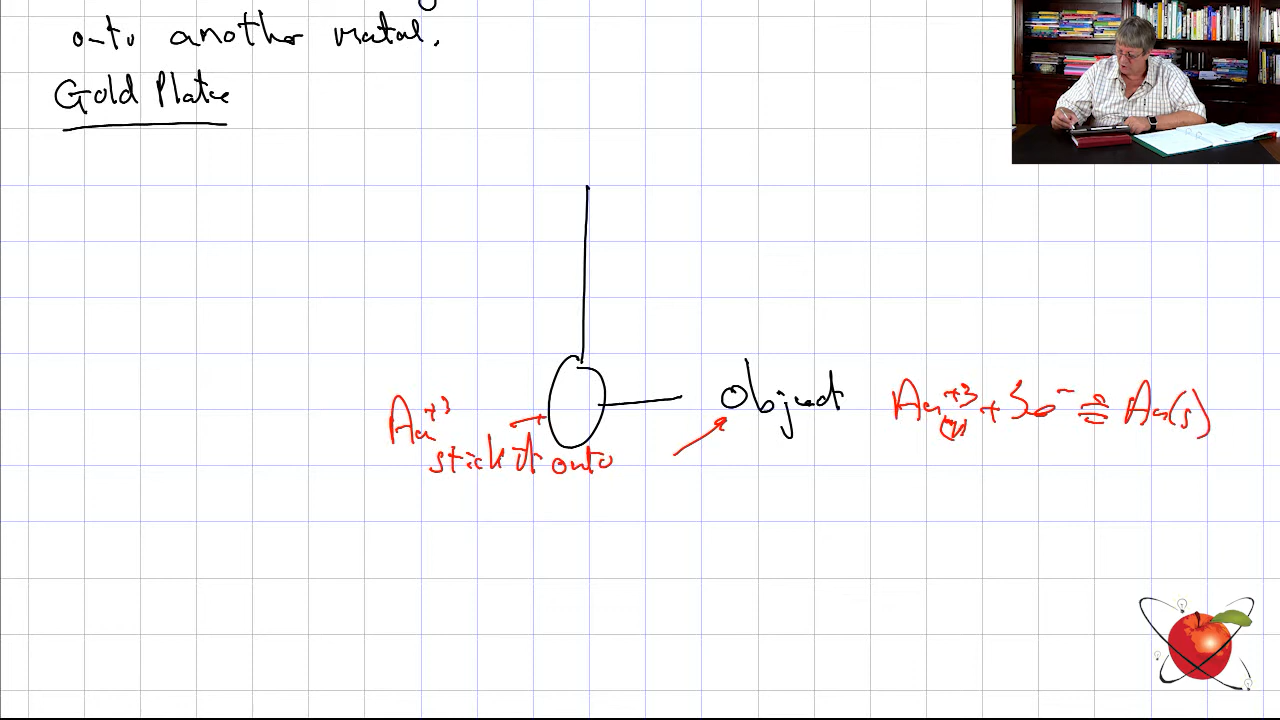 onto another metal.
Gold Plate
Object
Au+3 + 3e- ⇌ Au(s)
Au+3
stick it onto